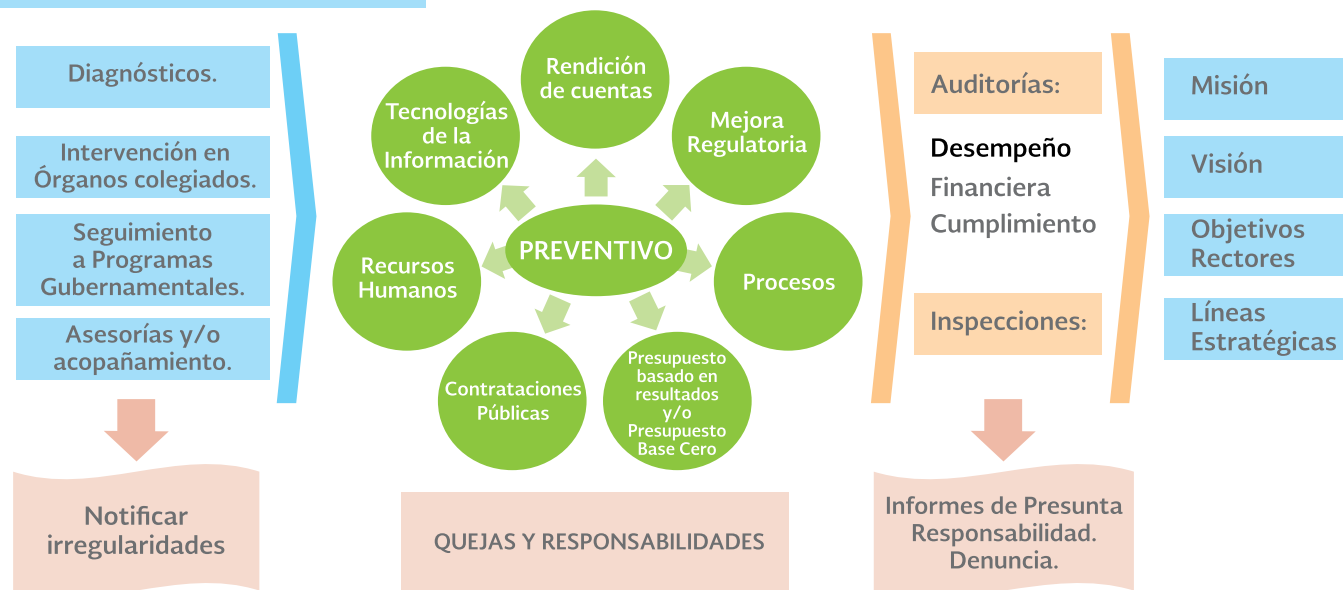 Diagnósticos.
Intervención en
Órganos colegiados.
Seguimiento
a Programas
Gubernamentales.
Asesorías y/o
acopañamiento.
Notificar
irregularidades
Rendición
de cuentas
Tecnologías
de la
Información
Mejora
Regulatoria
PREVENTIVO
Recursos
Humanos
Procesos
Contrataciones
Públicas
Presupuesto
basado en
resultados
y/o
Presupuesto
Base Cero
QUEJAS Y RESPONSABILIDADES
Auditorías:
Desempeño
Financiera
Cumplimiento
Inspecciones:
Informes de Presunta
Responsabilidad.
Denuncia.
Misión
Visión
Objetivos
Rectores
Líneas
Estratégicas